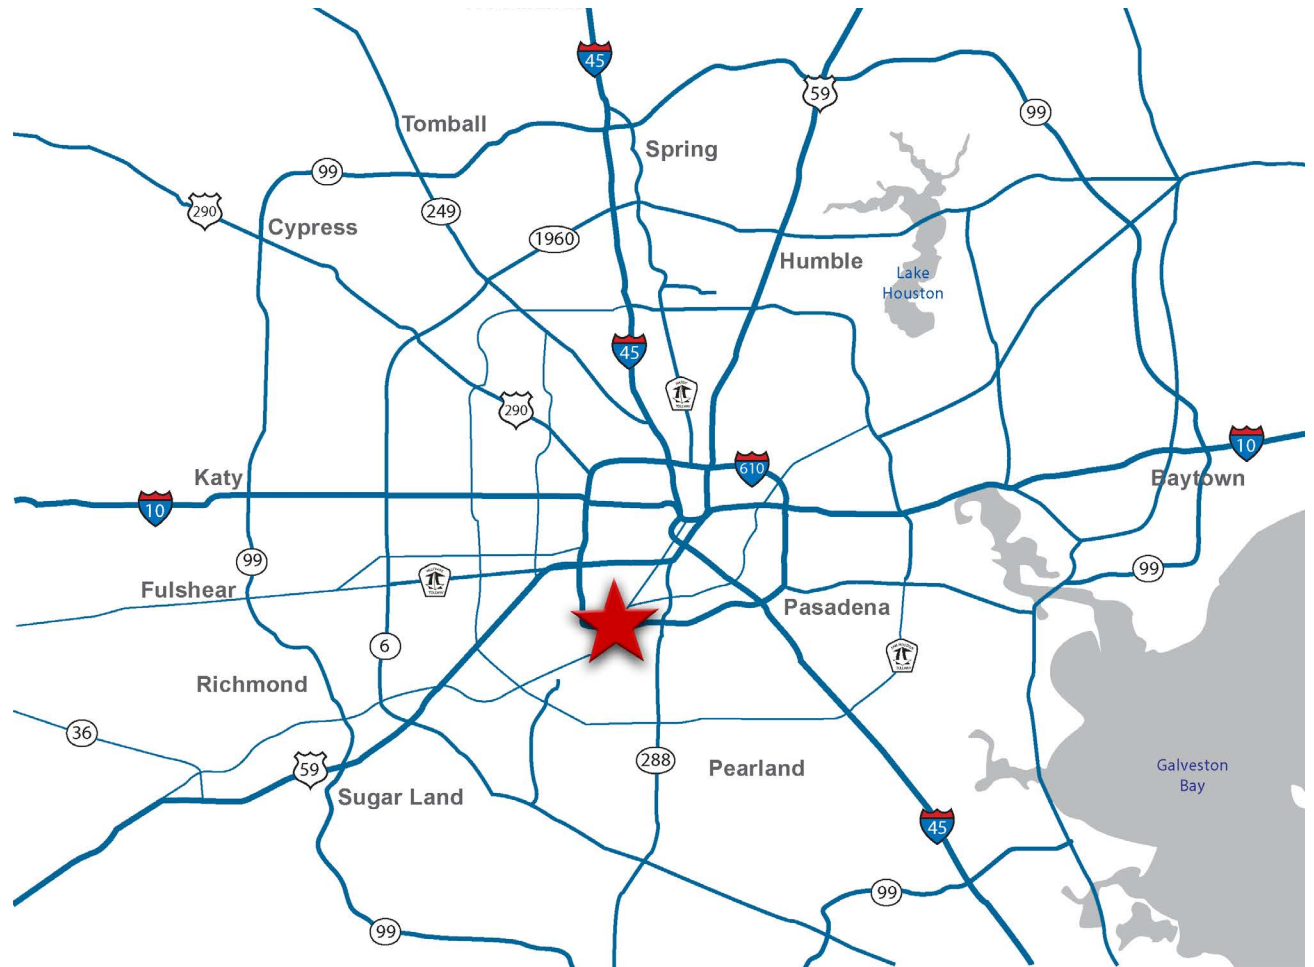 45
59
99
Tomball
Spring
99
290
249
Cypress
1960
Humble
Lake
Houston
45
290
610
10
Katy
Baytown
10
99
99
Fulshear
Pasadena
6
Richmond
36
59
288
Pearland
Galveston
Bay
Sugar Land
45
99
99